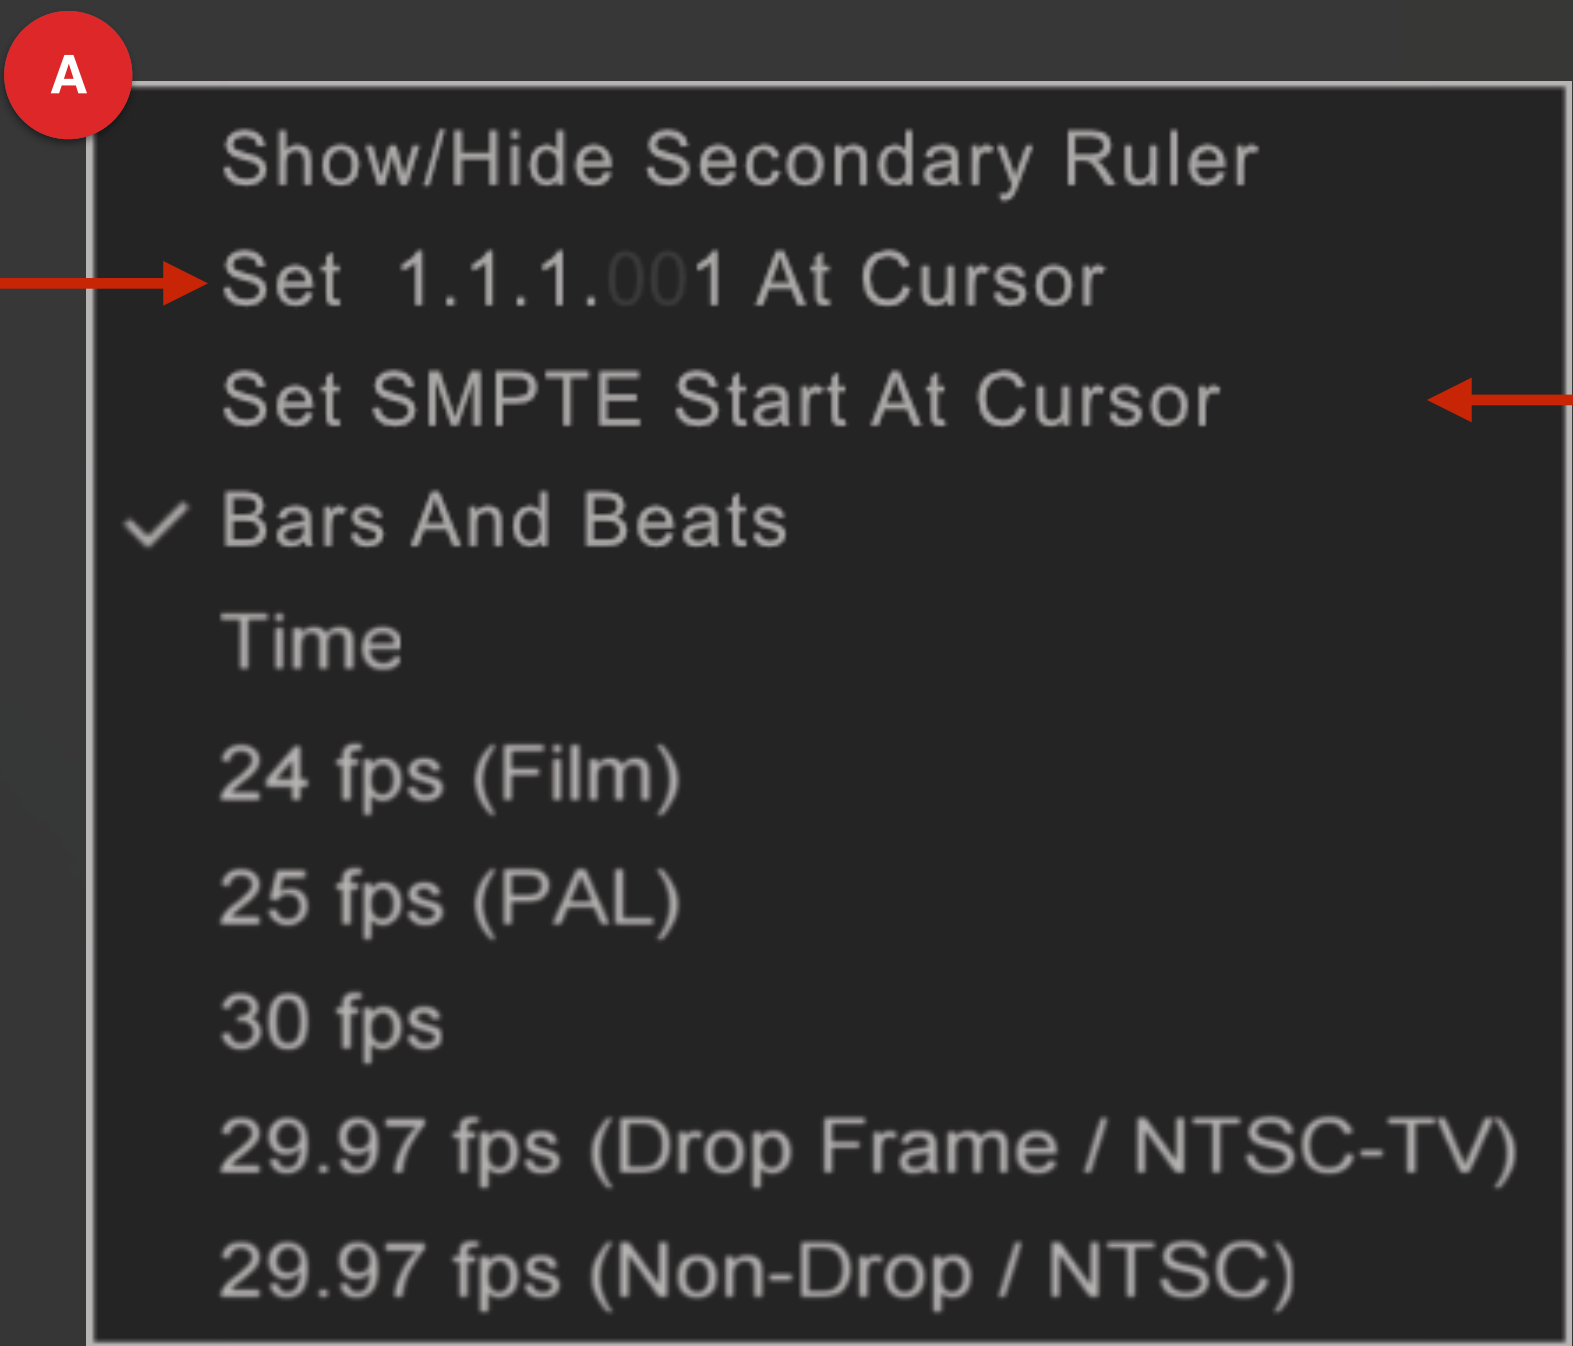 A
Show/Hide Secondary Ruler
Set 1.1.1.001 At Cursor
Set SMPTE Start At Cursor
Bars And Beats
Time
24 fps (Film)
25 fps (PAL)
30 fps
29.97 fps (Drop Frame / NTSC-TV)
29.97 fps (Non-Drop / NTSC)